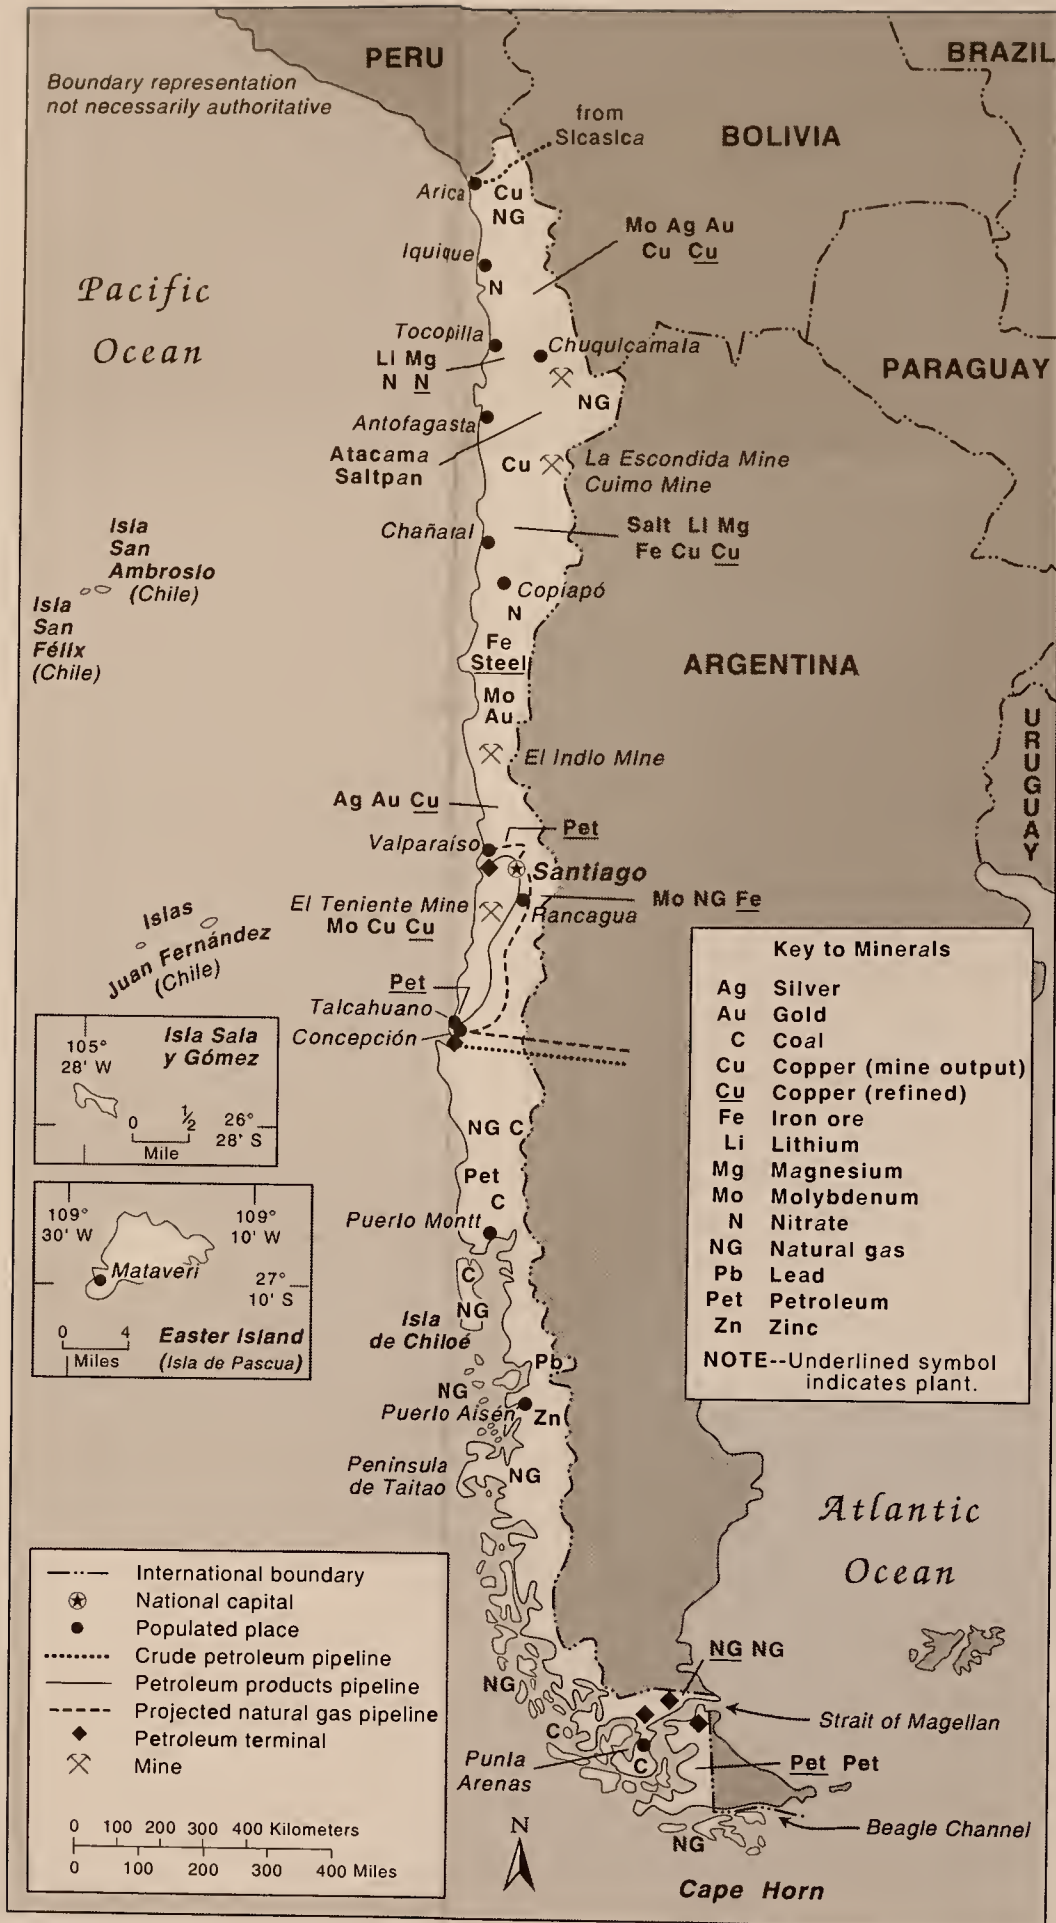 PERU
BRAZIL
Boundary representation
not necessarily authoritative
from
Sicasica
BOLIVIA
Arica
Cu
NG
Mo Ag Au
Cu Cu
Iquique
N
Pacific
Ocean
Tocopilla
Chuquicamata
Li Mg
N N
PARAGUAY
NG
Antofagasta
Atacama
Saltpan
Cu
La Escondida Mine
Cuimo Mine
Chañaral
Salt Li Mg
Fe Cu Cu
Isla
San
Ambrosio
(Chile)
Isla
San
Félix
(Chile)
Copiapó
N
Fe
Steel
ARGENTINA
Mo
Au
URUGUAY
El Indio Mine
Ag Au Cu
Pet
Valparaíso
Santiago
El Teniente Mine
Mo Cu Cu
Rancagua
Mo NG Fe
Islas
Juan Fernández
(Chile)
Pet
Talcahuano
Concepción
Key to Minerals
Ag Silver
Au Gold
C Coal
Cu Copper (mine output)
Cu Copper (refined)
Fe Iron ore
Li Lithium
Mg Magnesium
Mo Molybdenum
N Nitrate
NG Natural gas
Pb Lead
Pet Petroleum
Zn Zinc
NOTE--Underlined symbol
indicates plant.
Isla Sala
y Gómez
105°
28' W
0 1/2
Mile
26°
28' S
NG C
Pet
C
Puerto Montt
109°
30' W
109°
10' W
Mataveri
27°
10' S
0 4
Miles
Easter Island
(Isla de Pascua)
C
NG
Isla
de Chiloé
Pb
NG
Puerto Aisén
Zn
Peninsula
de Taitao
NG
Atlantic
Ocean
International boundary
National capital
Populated place
Crude petroleum pipeline
Petroleum products pipeline
Projected natural gas pipeline
Petroleum terminal
Mine
0 100 200 300 400 Kilometers
0 100 200 300 400 Miles
NG
NG NG
C
Strait of Magellan
Punta
Arenas
C
Pet Pet
Beagle Channel
N
NG
Cape Horn